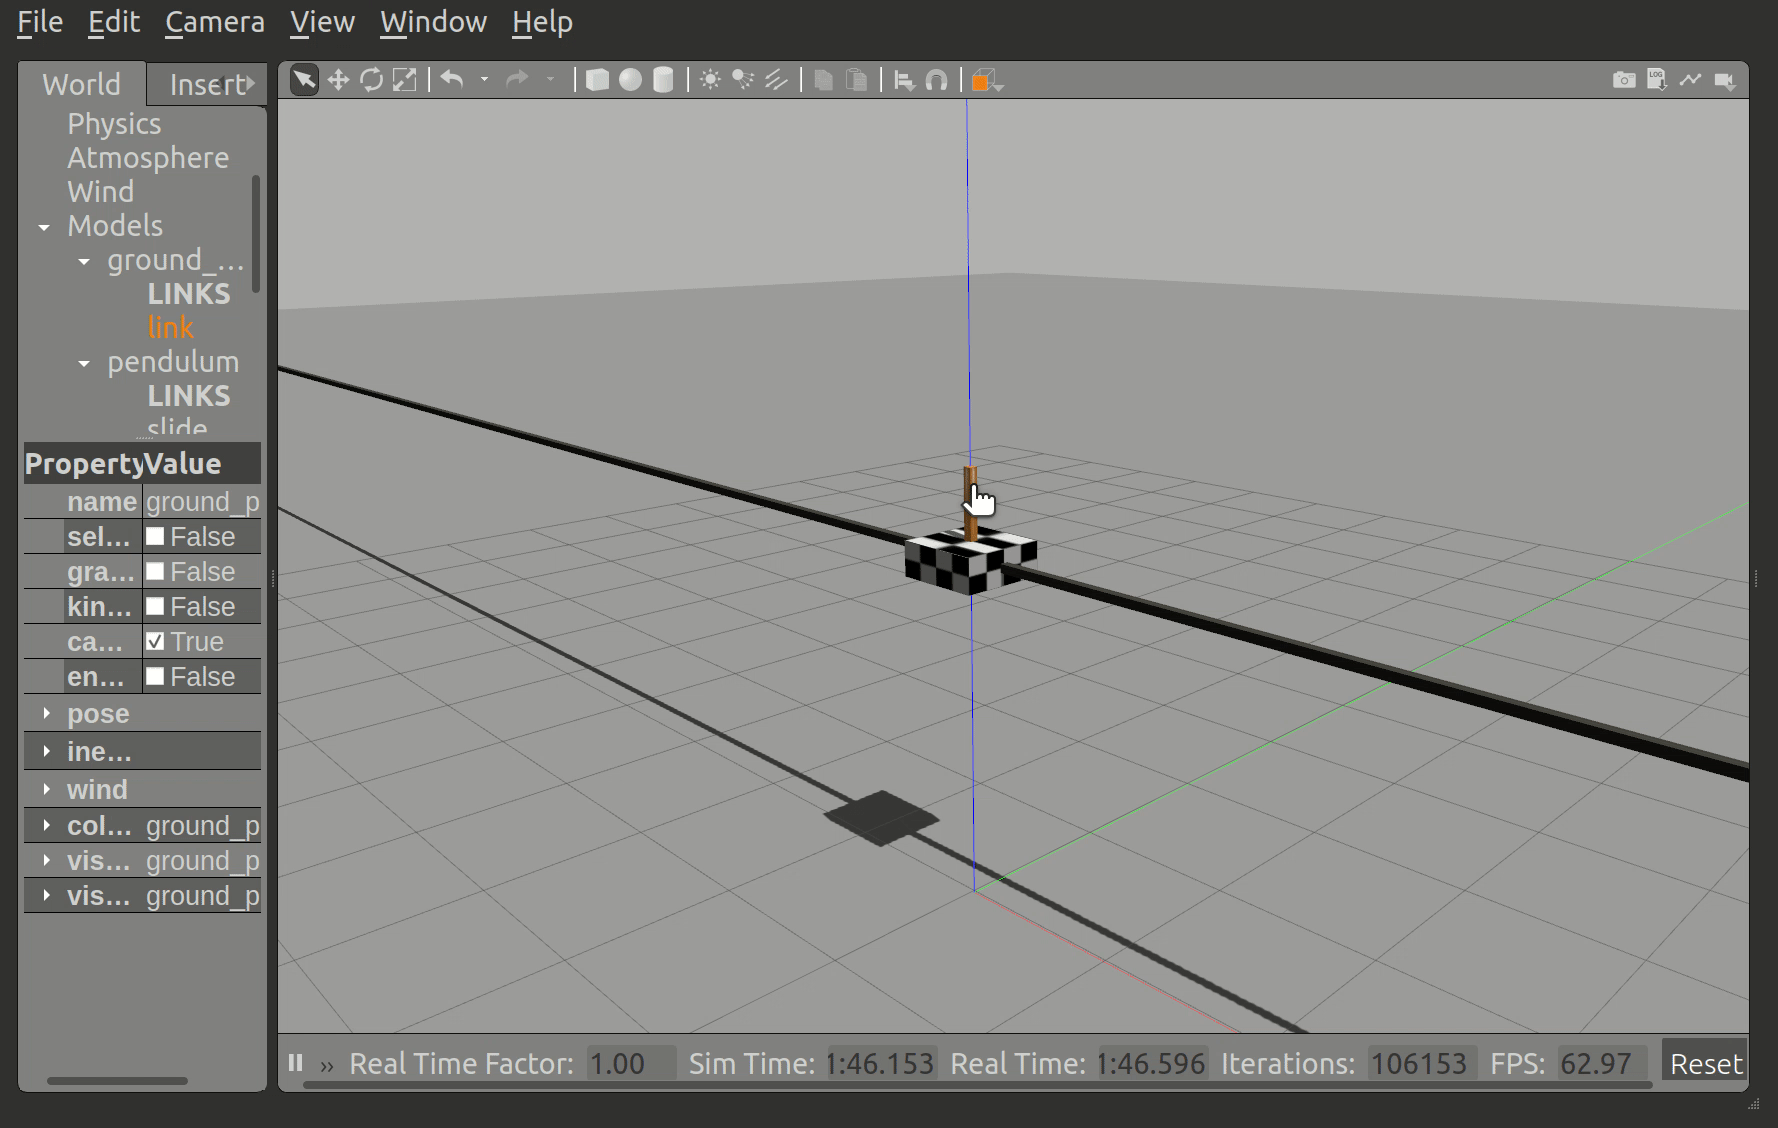 File Edit Camera View Window Help
World Insert
Physics
Atmosphere
Wind
Models
ground_...
LINKS
link
pendulum
LINKS
slide
Property Value
name ground_p
sel... False
gra... False
kin... False
ca... True
en... False
pose
ine...
wind
col... ground_p
vis... ground_p
vis... ground_p
LOG
» Real Time Factor: 1.00 Sim Time: 1:46.153 Real Time: 1:46.596 Iterations: 106153 FPS: 62.97 Reset